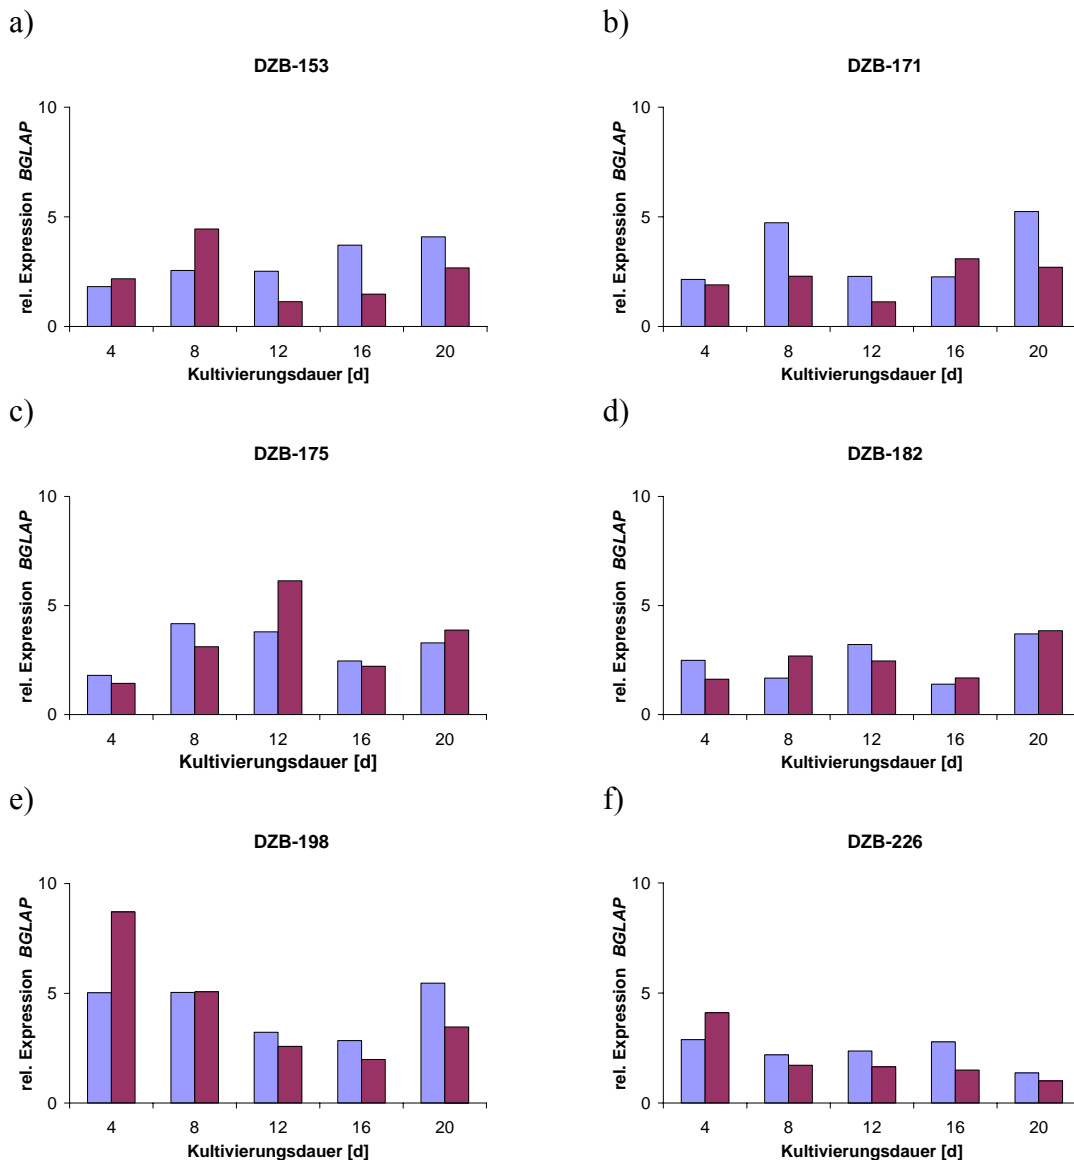 a)
DZB-153
rel. Expression BGLAP
10
5
0
4 8 12 16 20
Kultivierungsdauer [d]
b)
DZB-171
rel. Expression BGLAP
10
5
0
4 8 12 16 20
Kultivierungsdauer [d]
c)
DZB-175
rel. Expression BGLAP
10
5
0
4 8 12 16 20
Kultivierungsdauer [d]
d)
DZB-182
rel. Expression BGLAP
10
5
0
4 8 12 16 20
Kultivierungsdauer [d]
e)
DZB-198
rel. Expression BGLAP
10
5
0
4 8 12 16 20
Kultivierungsdauer [d]
f)
DZB-226
rel. Expression BGLAP
10
5
0
4 8 12 16 20
Kultivierungsdauer [d]